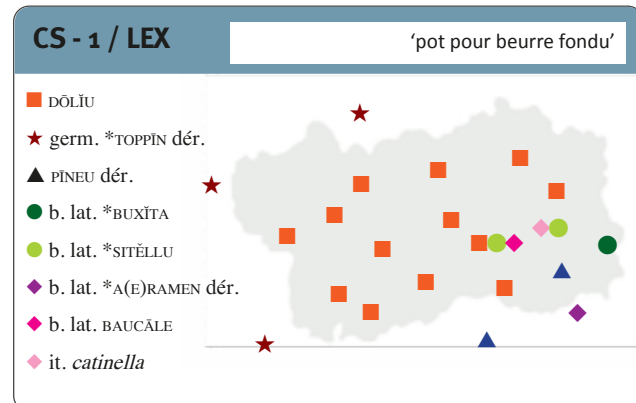 CS - 1 / LEX
‘pot pour beurre fondu’
DŌLĬU
germ. *TOPPĪN dér.
PĪNEU dér.
b. lat. *BUXĬTA
b. lat. *SITĔLLU
b. lat. *A(E)RAMEN dér.
b. lat. BAUCĀLE
it. catinella